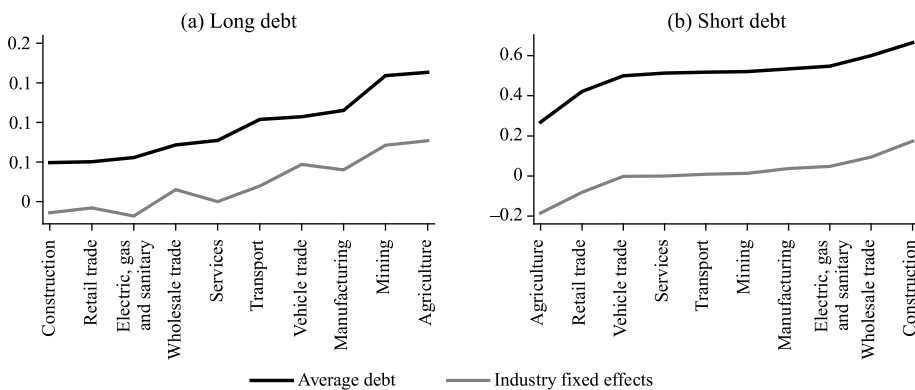 (a) Long debt
0.2
0.1
0.1
0.1
0
Construction
Retail trade
Electric, gas
and sanitary
Wholesale trade
Services
Transport
Vehicle trade
Manufacturing
Mining
Agriculture
(b) Short debt
0.6
0.4
0.2
0
–0.2
Agriculture
Retail trade
Vehicle trade
Services
Transport
Mining
Manufacturing
Electric, gas
and sanitary
Wholesale trade
Construction
Average debt
Industry fixed effects